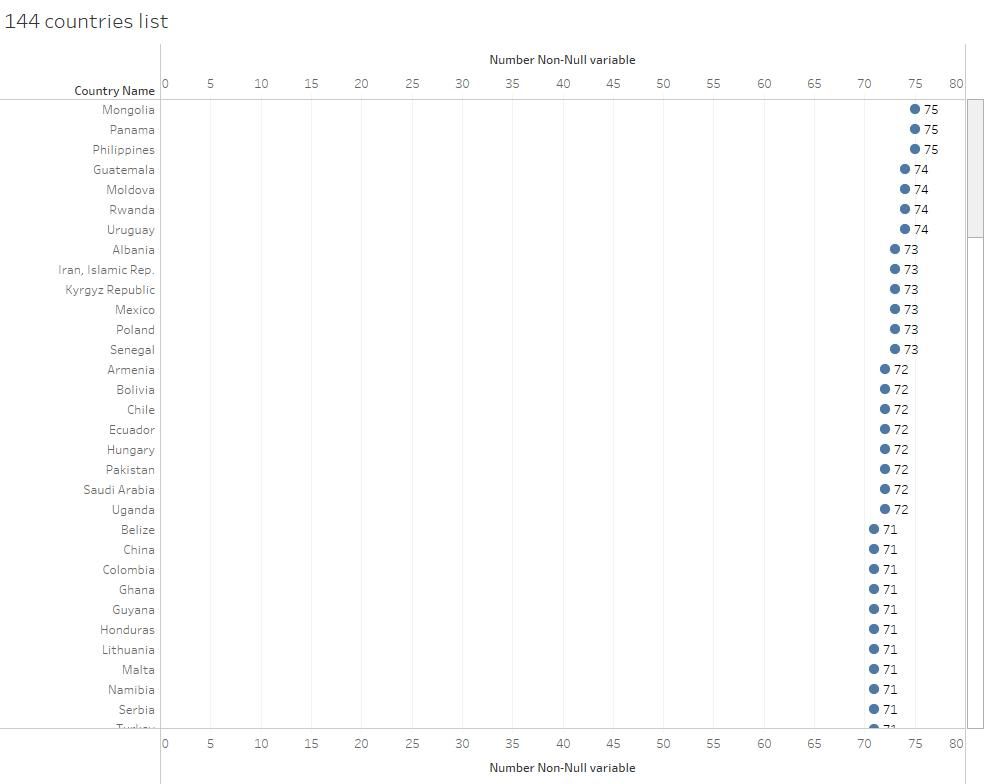 144 countries list
Number Non-Null variable
Country Name 0 5 10 15 20 25 30 35 40 45 50 55 60 65 70 75 80
Mongolia 75
Panama 75
Philippines 75
Guatemala 74
Moldova 74
Rwanda 74
Uruguay 74
Albania 73
Iran, Islamic Rep. 73
Kyrgyz Republic 73
Mexico 73
Poland 73
Senegal 73
Armenia 72
Bolivia 72
Chile 72
Ecuador 72
Hungary 72
Pakistan 72
Saudi Arabia 72
Uganda 72
Belize 71
China 71
Colombia 71
Ghana 71
Guyana 71
Honduras 71
Lithuania 71
Malta 71
Namibia 71
Serbia 71
Turkey 71
0 5 10 15 20 25 30 35 40 45 50 55 60 65 70 75 80
Number Non-Null variable